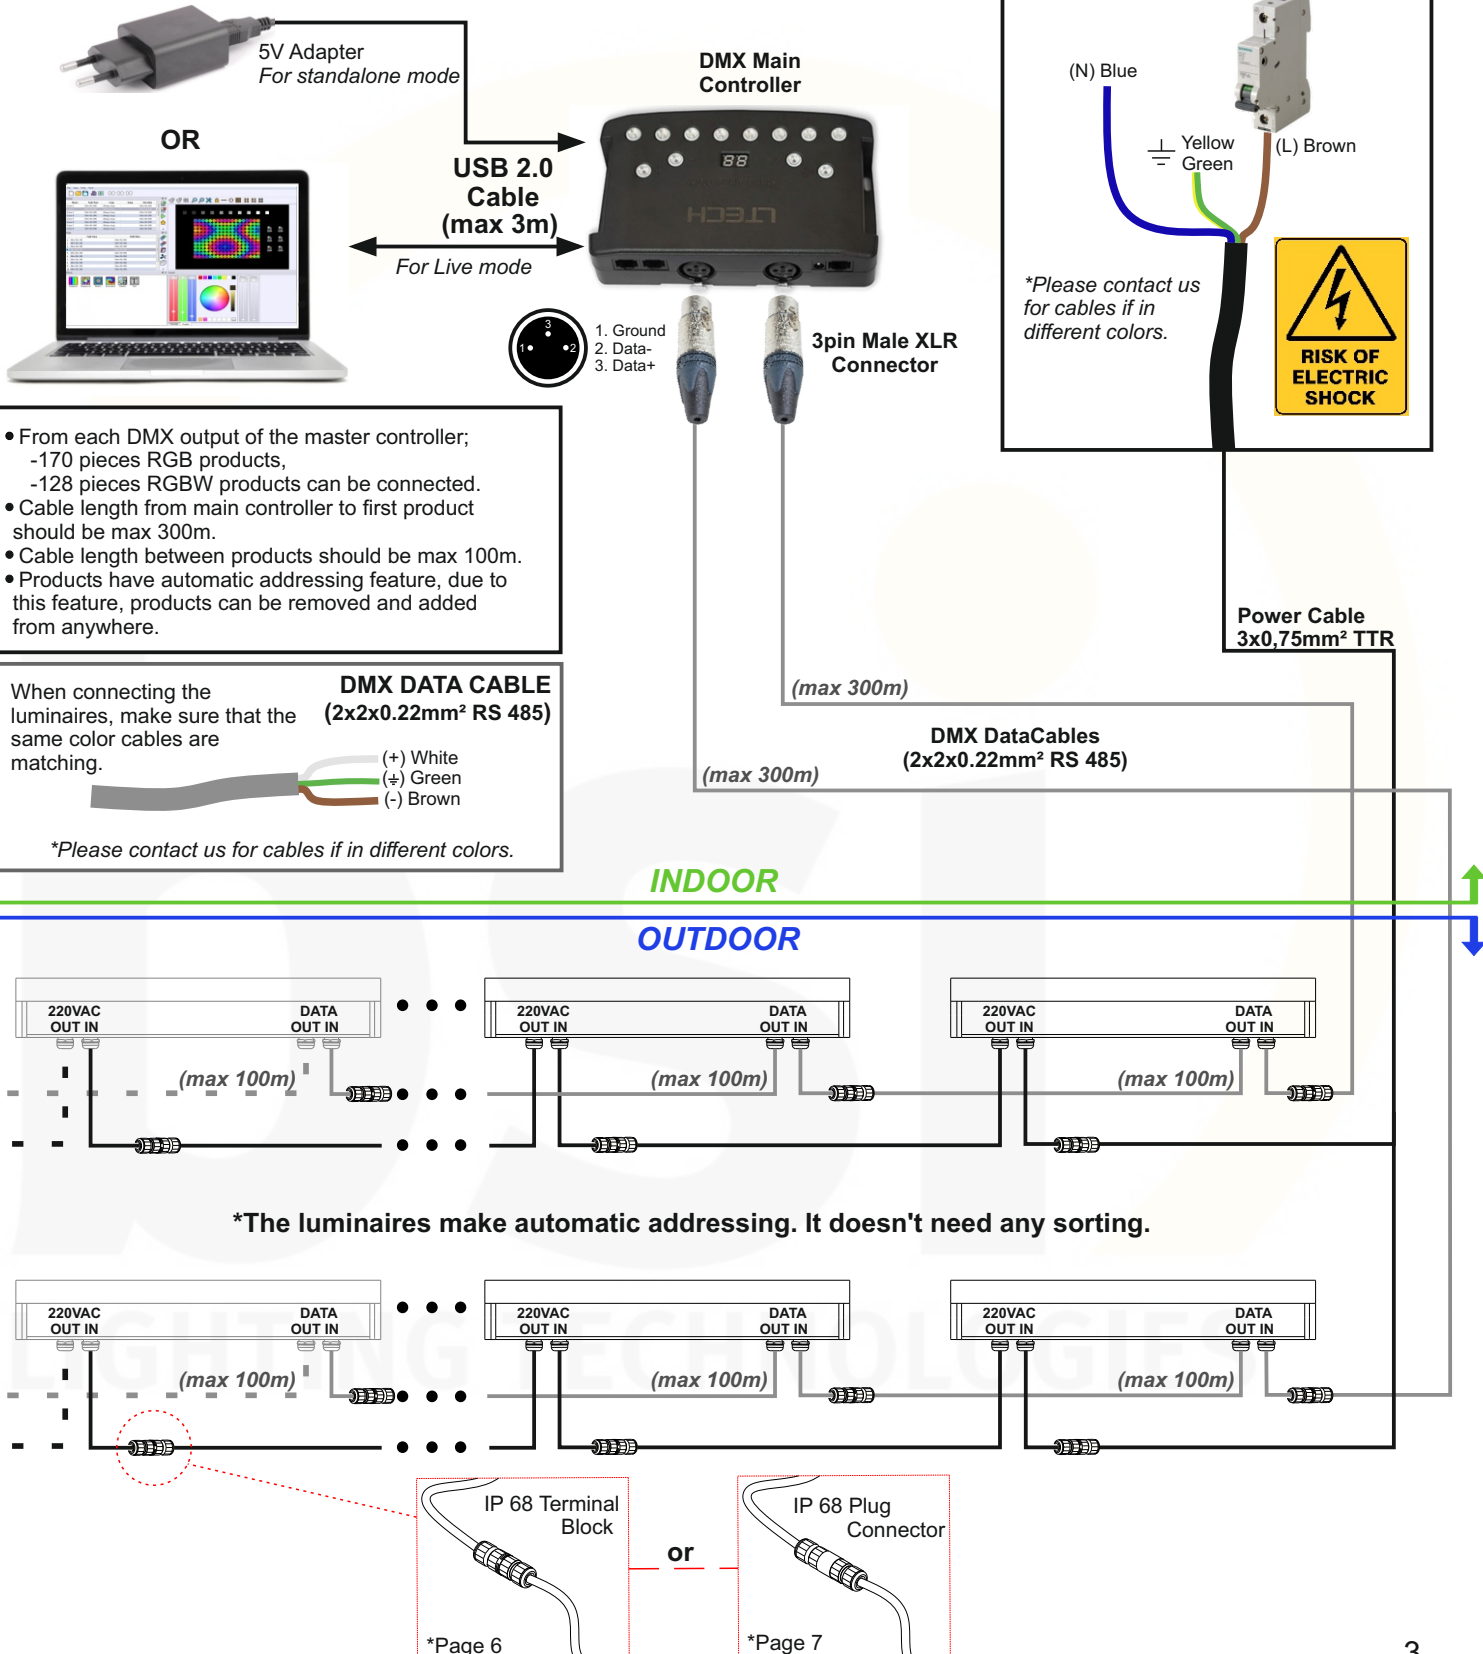 5V Adapter
For standalone mode
OR
USB 2.0
Cable
(max 3m)
For Live mode
DMX Main
Controller
LTECH
3
1
2
1. Ground
2. Data-
3. Data+
3pin Male XLR
Connector
(N) Blue
Yellow
Green
(L) Brown
*Please contact us
for cables if in
different colors.
RISK OF
ELECTRIC
SHOCK
• From each DMX output of the master controller;
-170 pieces RGB products,
-128 pieces RGBW products can be connected.
• Cable length from main controller to first product
should be max 300m.
• Cable length between products should be max 100m.
• Products have automatic addressing feature, due to
this feature, products can be removed and added
from anywhere.
Power Cable
3x0,75mm² TTR
When connecting the
luminaires, make sure that the
same color cables are
matching.
DMX DATA CABLE
(2x2x0.22mm² RS 485)
(+) White
(⏚) Green
(-) Brown
*Please contact us for cables if in different colors.
(max 300m)
DMX DataCables
(2x2x0.22mm² RS 485)
(max 300m)
INDOOR
OUTDOOR
220VAC
OUT IN
DATA
OUT IN
220VAC
OUT IN
DATA
OUT IN
220VAC
OUT IN
DATA
OUT IN
(max 100m)
(max 100m)
(max 100m)
*The luminaires make automatic addressing. It doesn't need any sorting.
220VAC
OUT IN
DATA
OUT IN
220VAC
OUT IN
DATA
OUT IN
220VAC
OUT IN
DATA
OUT IN
LIGHTING TECHNOLOGIES
(max 100m)
(max 100m)
(max 100m)
IP 68 Terminal
Block
*Page 6
or
IP 68 Plug
Connector
*Page 7
3